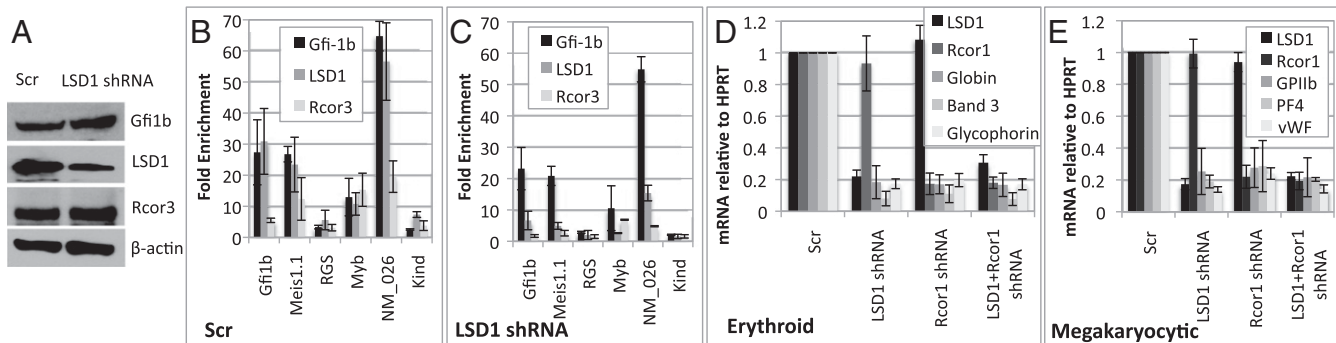 A
Scr LSD1 shRNA
Gfi1b
LSD1
Rcor3
β-actin
B
Fold Enrichment
70
60
50
40
30
20
10
0
Gfi-1b
LSD1
Rcor3
Gfi1b
Meis1.1
RGS
Myb
NM_026
Kind
Scr
C
Fold Enrichment
70
60
50
40
30
20
10
0
Gfi-1b
LSD1
Rcor3
Gfi1b
Meis1.1
RGS
Myb
NM_026
Kind
LSD1 shRNA
D
mRNA relative to HPRT
1.2
1
0.8
0.6
0.4
0.2
0
LSD1
Rcor1
Globin
Band 3
Glycophorin
Scr
LSD1 shRNA
Rcor1 shRNA
LSD1+Rcor1
shRNA
Erythroid
E
mRNA relative to HPRT
1.2
1
0.8
0.6
0.4
0.2
0
LSD1
Rcor1
GPIIb
PF4
vWF
Scr
LSD1 shRNA
Rcor1 shRNA
LSD1+Rcor1
shRNA
Megakaryocytic